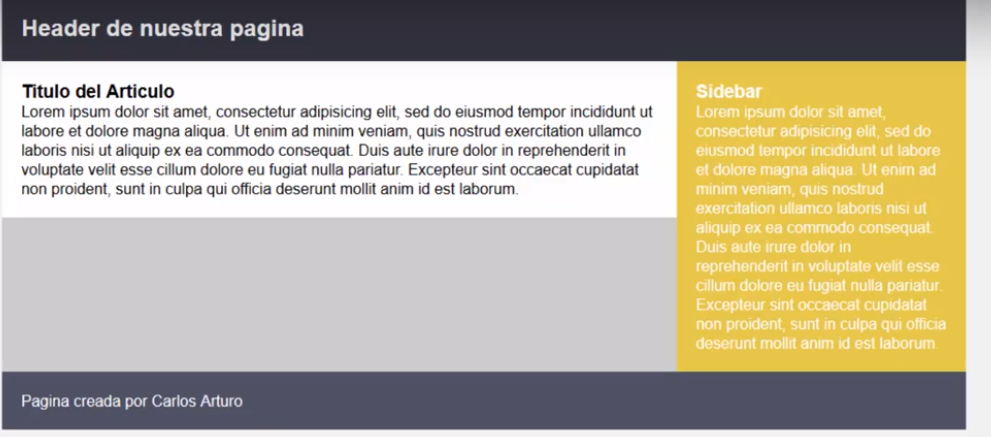 Header de nuestra pagina
Titulo del Articulo
Lorem ipsum dolor sit amet, consectetur adipisicing elit, sed do eiusmod tempor incididunt ut
labore et dolore magna aliqua. Ut enim ad minim veniam, quis nostrud exercitation ullamco
laboris nisi ut aliquip ex ea commodo consequat. Duis aute irure dolor in reprehenderit in
voluptate velit esse cillum dolore eu fugiat nulla pariatur. Excepteur sint occaecat cupidatat
non proident, sunt in culpa qui officia deserunt mollit anim id est laborum.
Sidebar
Lorem ipsum dolor sit amet,
consectetur adipisicing elit, sed do
eiusmod tempor incididunt ut labore
et dolore magna aliqua. Ut enim ad
minim veniam, quis nostrud
exercitation ullamco laboris nisi ut
aliquip ex ea commodo consequat.
Duis aute irure dolor in
reprehenderit in voluptate velit esse
cillum dolore eu fugiat nulla pariatur.
Excepteur sint occaecat cupidatat
non proident, sunt in culpa qui officia
deserunt mollit anim id est laborum.
Pagina creada por Carlos Arturo